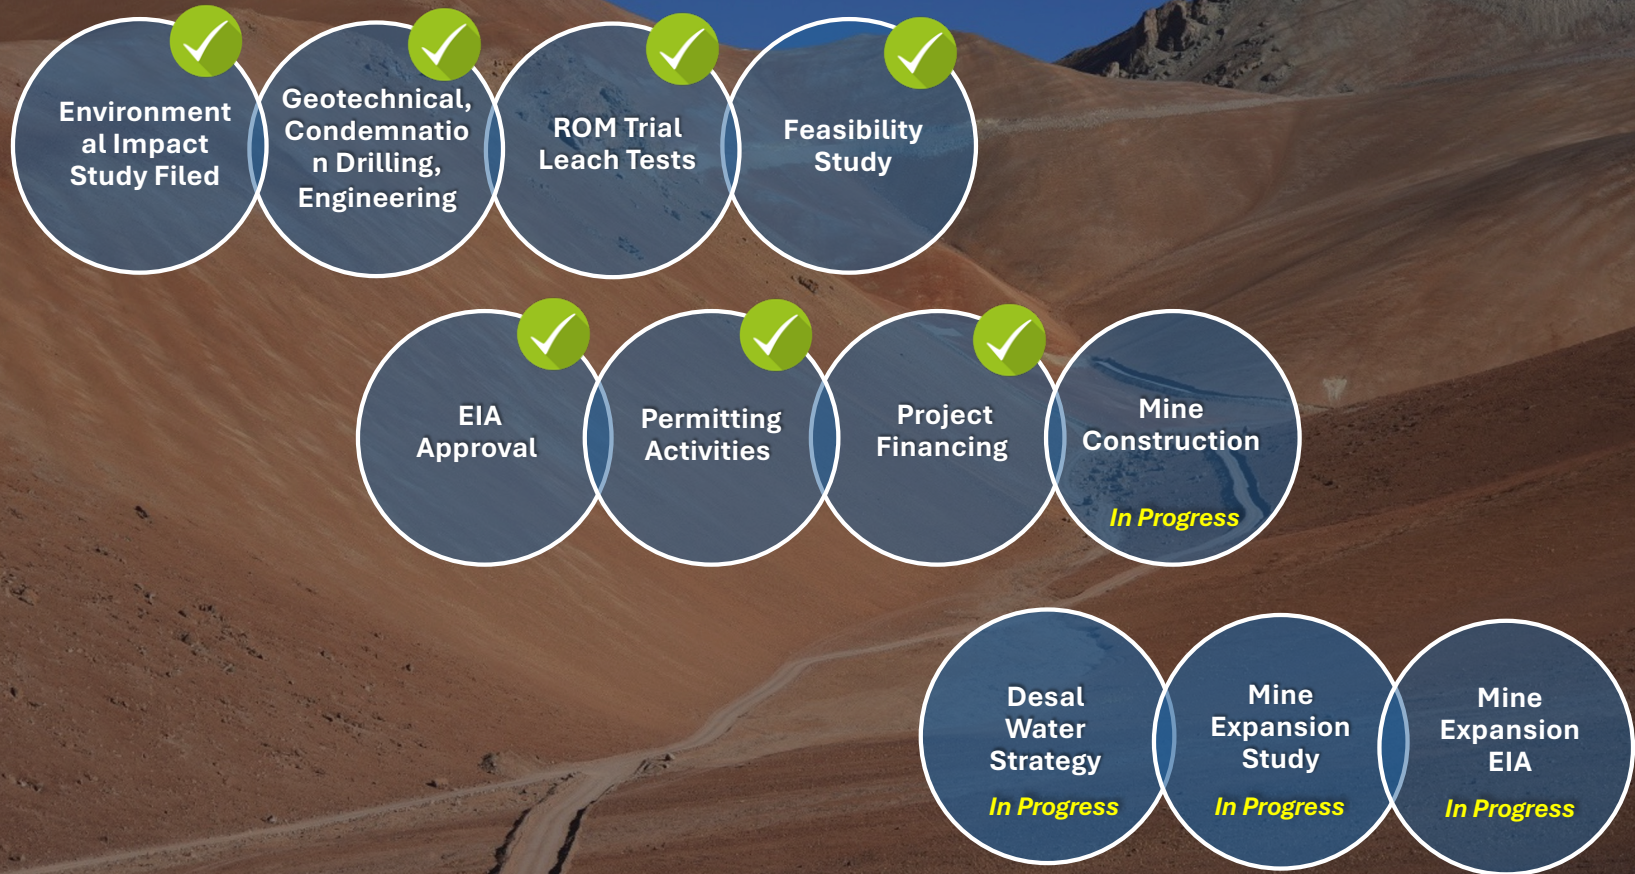 Environment
al Impact
Study Filed
Geotechnical,
Condemnatio
n Drilling,
Engineering
ROM Trial
Leach Tests
Feasibility
Study
EIA
Approval
Permitting
Activities
Project
Financing
Mine
Construction
In Progress
Desal
Water
Strategy
In Progress
Mine
Expansion
Study
In Progress
Mine
Expansion
EIA
In Progress